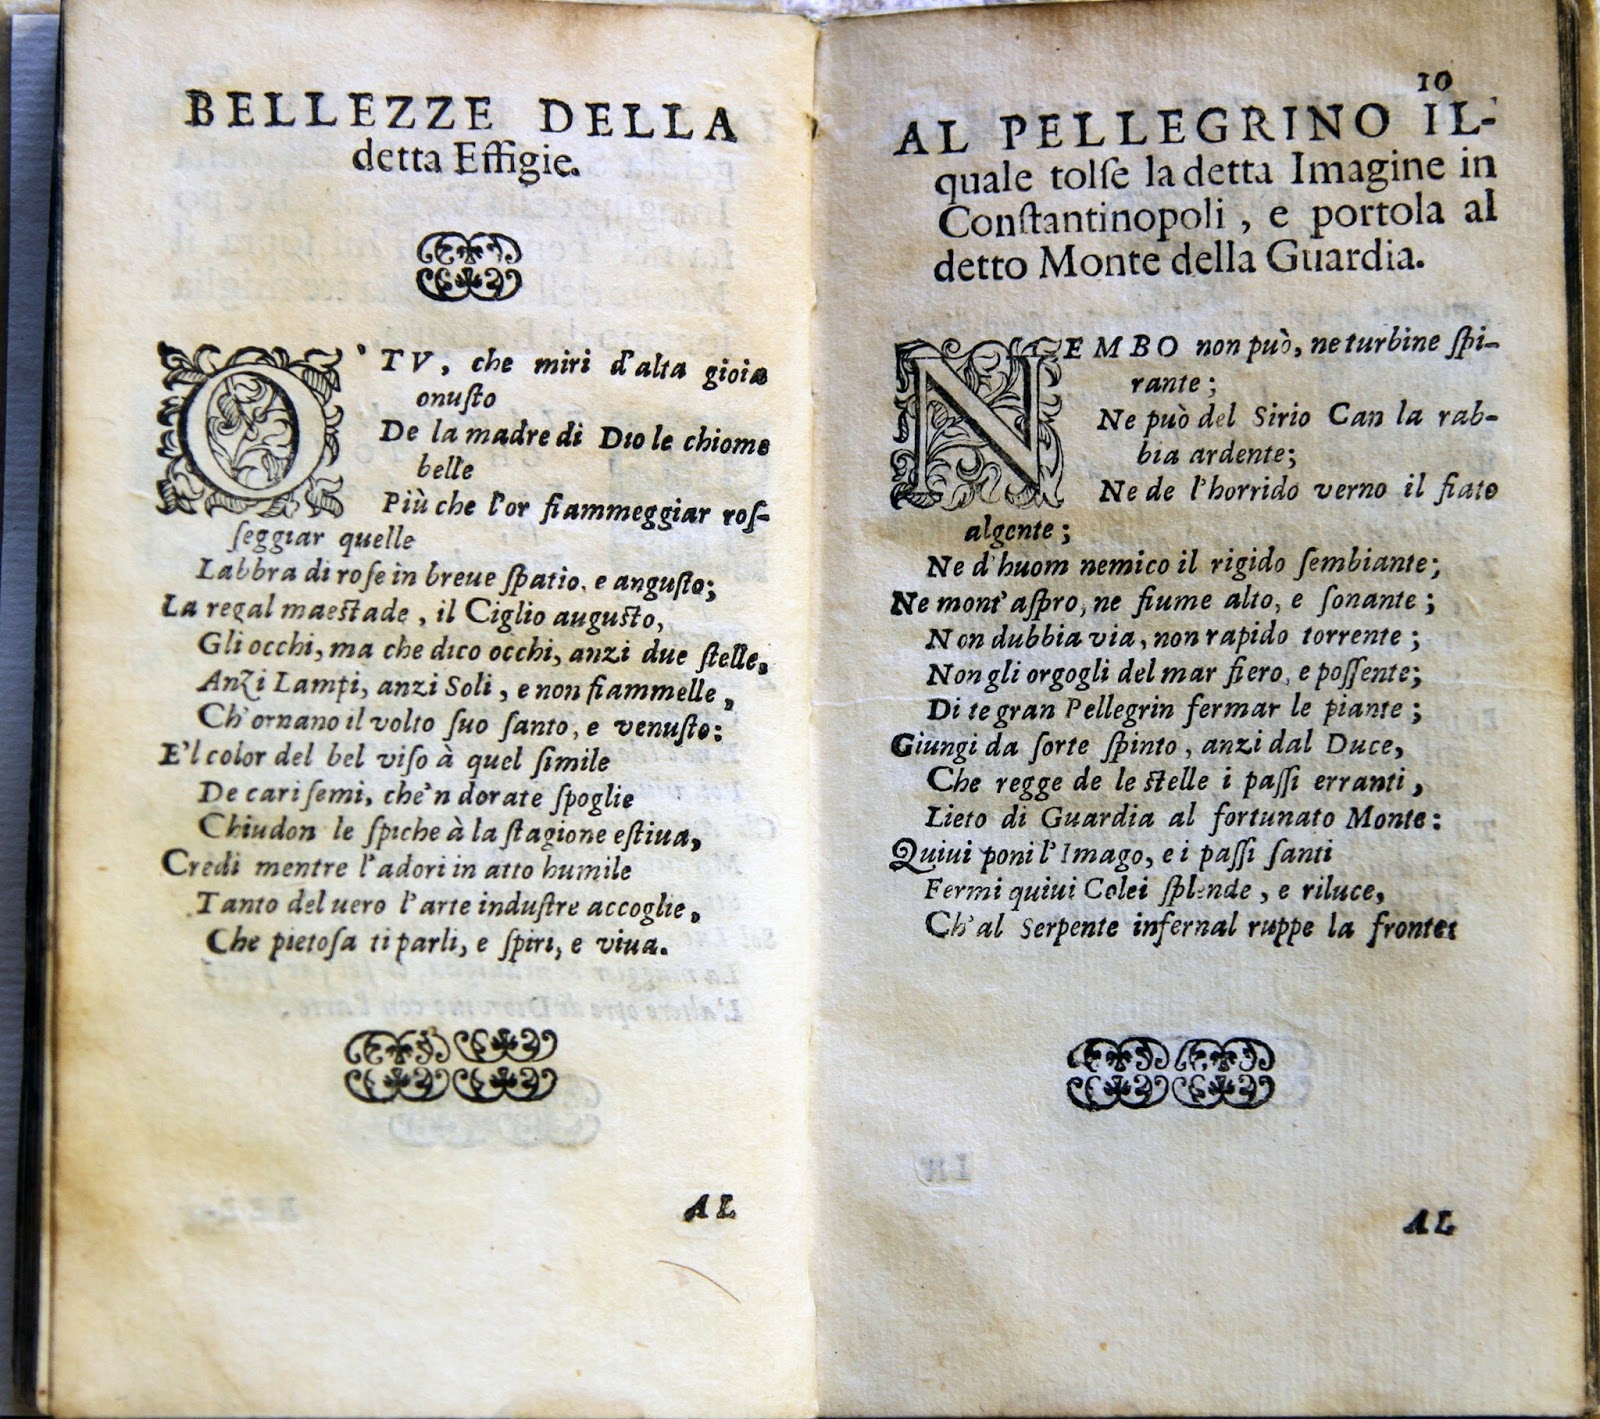 BELLEZZE DELLA
detta Effigie.
O' TV, che miri d'alta gioia
onuſto
De la madre di Dio le chiome
belle
Più che l'or fiammeggiar roſ-
ſeggiar quelle
Labbra di roſe in breue ſpatio, e anguſto;
La regal maeſtade, il Ciglio auguſto,
Gli occhi, ma che dico occhi, anzi due ſtelle,
Anzi Lampi, anzi Soli, e non fiammelle,
Ch'ornano il volto ſuo ſanto, e venuſto:
E'l color del bel viſo à quel ſimile
De cari ſemi, che'n dorate ſpoglie
Chiudon le ſpiche à la ſtagione eſtiua,
Credi mentre l'adori in atto humile
Tanto del uero l'arte induſtre accoglie,
Che pietoſa ti parli, e ſpiri, e viua.
AL
10
AL PELLEGRINO IL-
quale tolſe la detta Imagine in
Conſtantinopoli, e portola al
detto Monte della Guardia.
NEMBO non può, ne turbine ſpi-
rante;
Ne può del Sirio Can la rab-
bia ardente;
Ne de l'horrido verno il fiato
algente;
Ne d'huom nemico il rigido ſembiante;
Ne mont'aſpro, ne fiume alto, e ſonante;
Non dubbia via, non rapido torrente;
Non gli orgogli del mar fiero, e poſſente;
Di te gran Pellegrin fermar le piante;
Giungi da ſorte ſpinto, anzi dal Duce,
Che regge de le ſtelle i paſſi erranti,
Lieto di Guardia al fortunato Monte:
Quiui poni l'Imago, e i paſſi ſanti
Fermi quiui Colei ſplende, e riluce,
Ch'al Serpente infernal ruppe la fronte:
AL